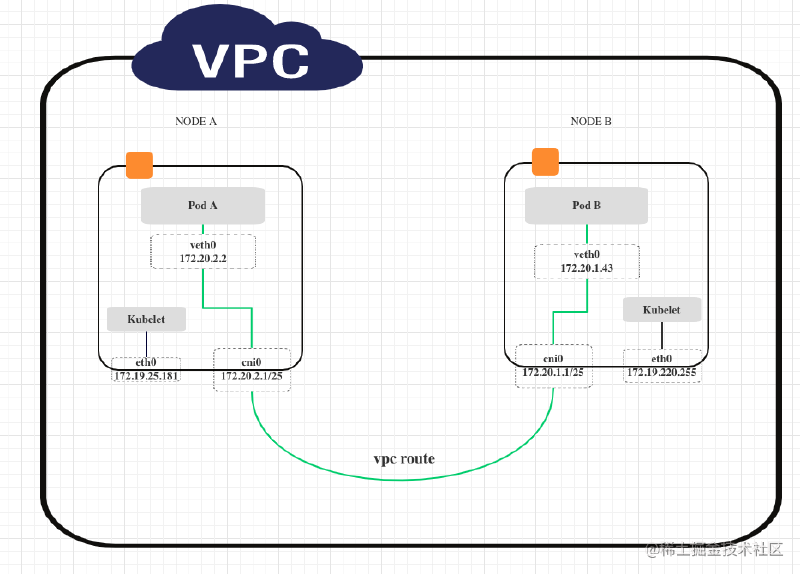 VPC
NODE A
NODE B
Pod A
veth0
172.20.2.2
Kubelet
eth0
172.19.25.181
cni0
172.20.2.1/25
Pod B
veth0
172.20.1.43
Kubelet
cni0
172.20.1.1/25
eth0
172.19.220.255
vpc route
@稀土掘金技术社区